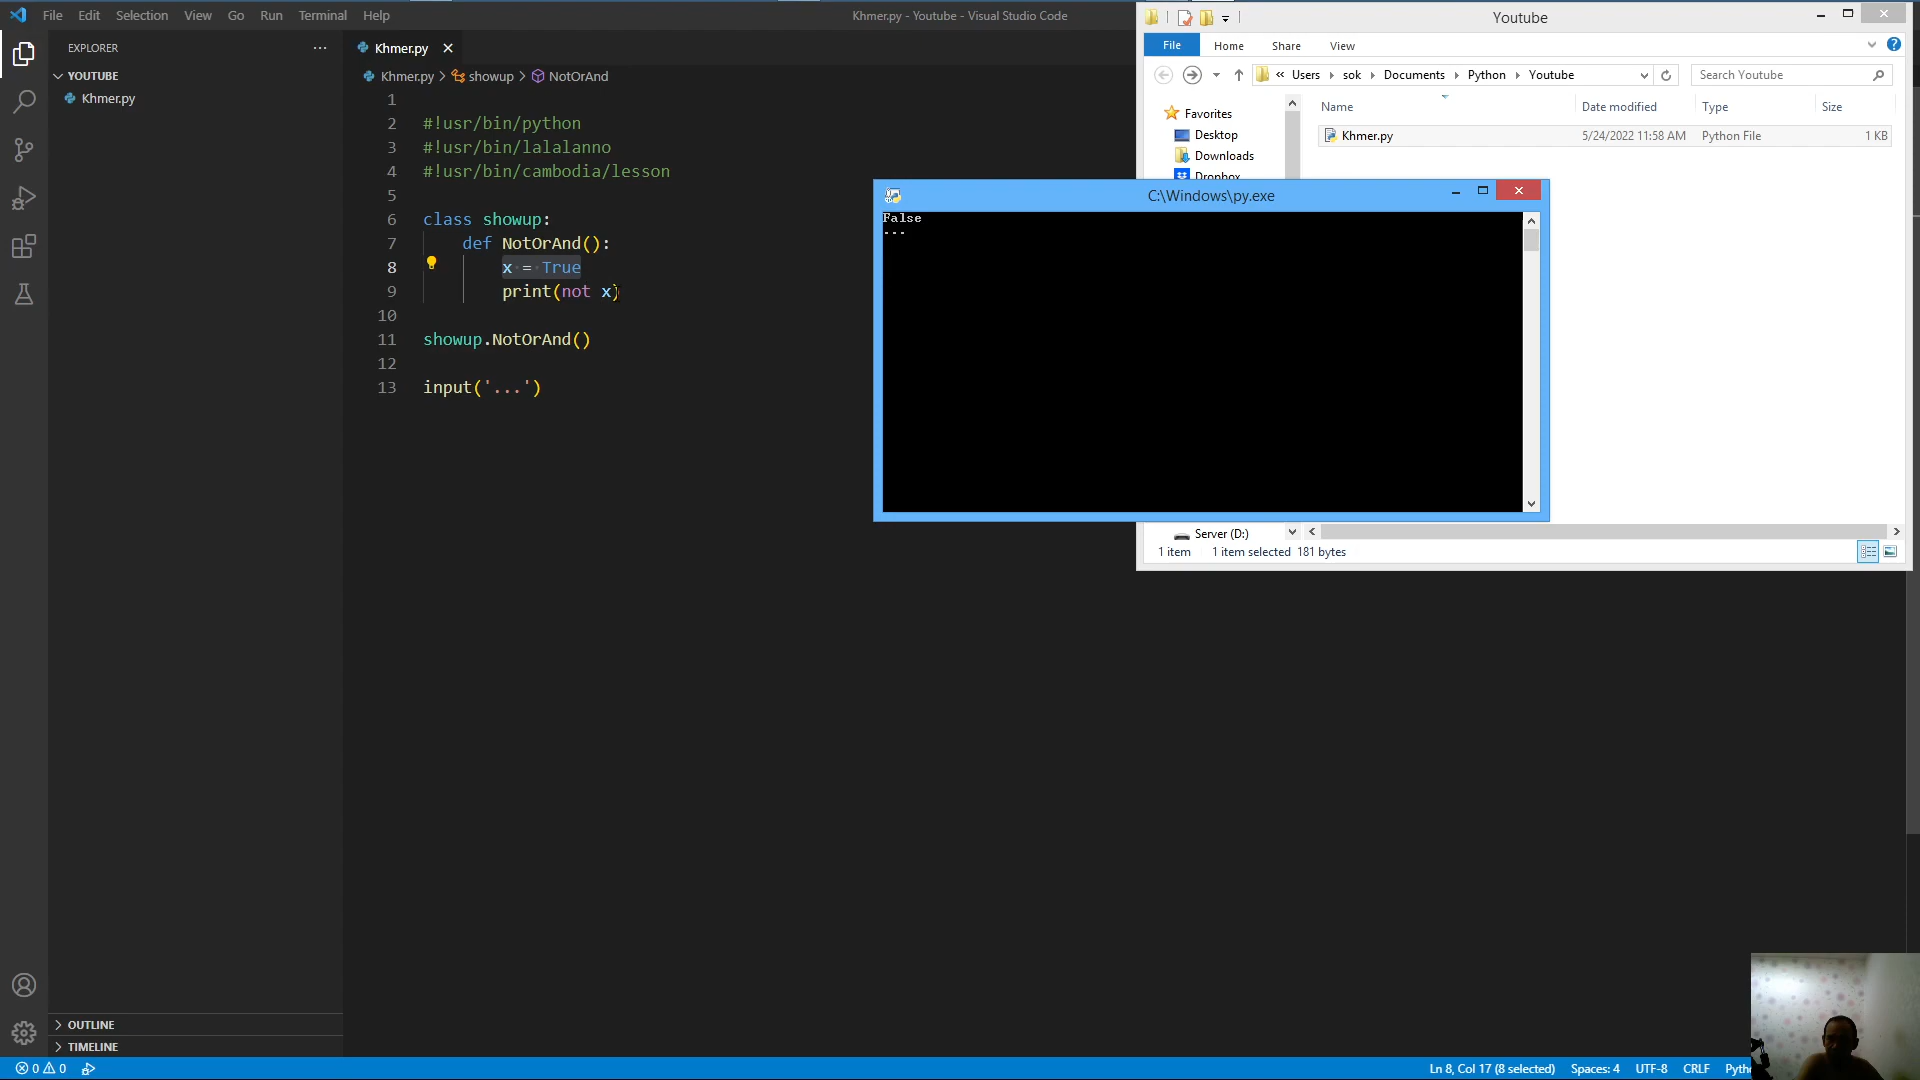 File Edit Selection View Go Run Terminal Help
Khmer.py - Youtube - Visual Studio Code
EXPLORER
YOUTUBE
Khmer.py
OUTLINE
TIMELINE
Khmer.py
Khmer.py > showup > NotOrAnd
1
2 #!usr/bin/python
3 #!usr/bin/lalalanno
4 #!usr/bin/cambodia/lesson
5
6 class showup:
7 def NotOrAnd():
8 x = True
9 print(not x)
10
11 showup.NotOrAnd()
12
13 input('...')
Youtube
File Home Share View
« Users Documents Python Youtube
sok
Search Youtube
Name Date modified Type Size
Favorites
Desktop
Downloads
Dropbox
Khmer.py 5/24/2022 11:58 AM Python File 1 KB
C:\Windows\py.exe
False
...
Server (D:)
1 item 1 item selected 181 bytes
0 0
Ln 8, Col 17 (8 selected) Spaces: 4 UTF-8 CRLF Pyth